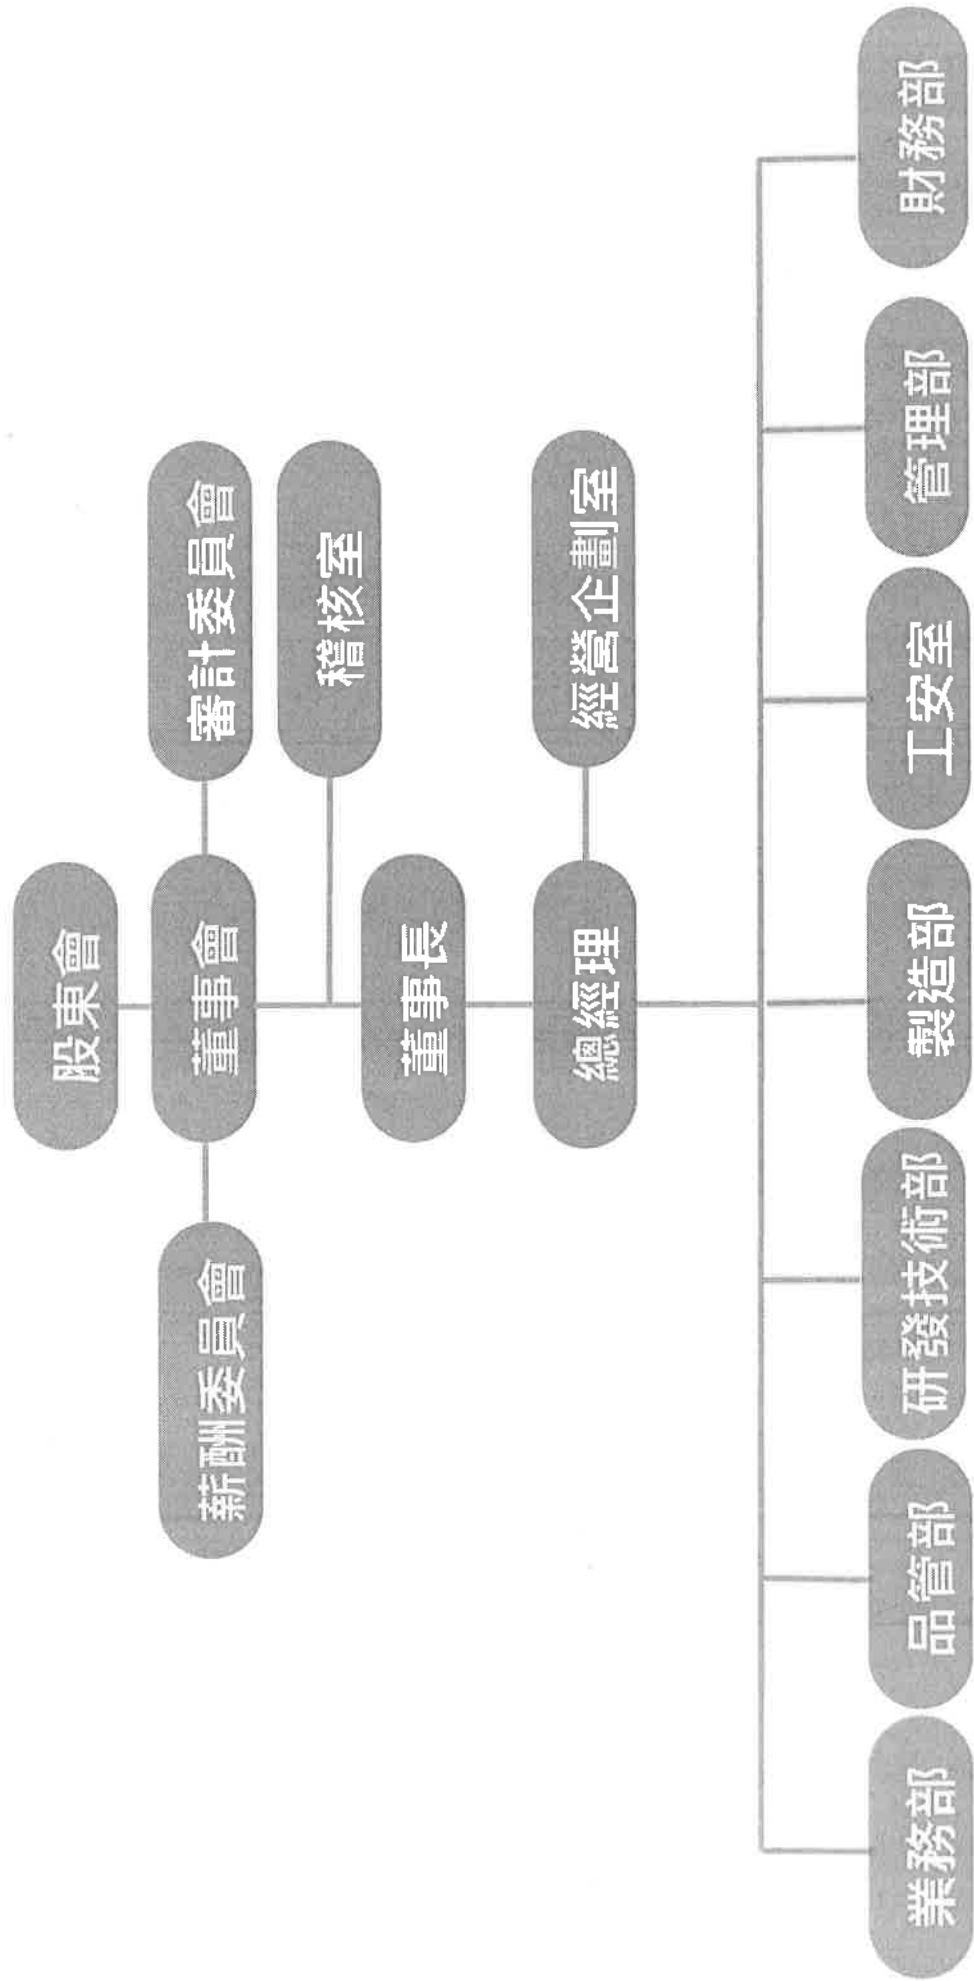 股東會
薪酬委員會
董事會
審計委員會
稽核室
董事長
總經理
經營企劃室
業務部
品管部
研發技術部
製造部
工安室
管理部
財務部